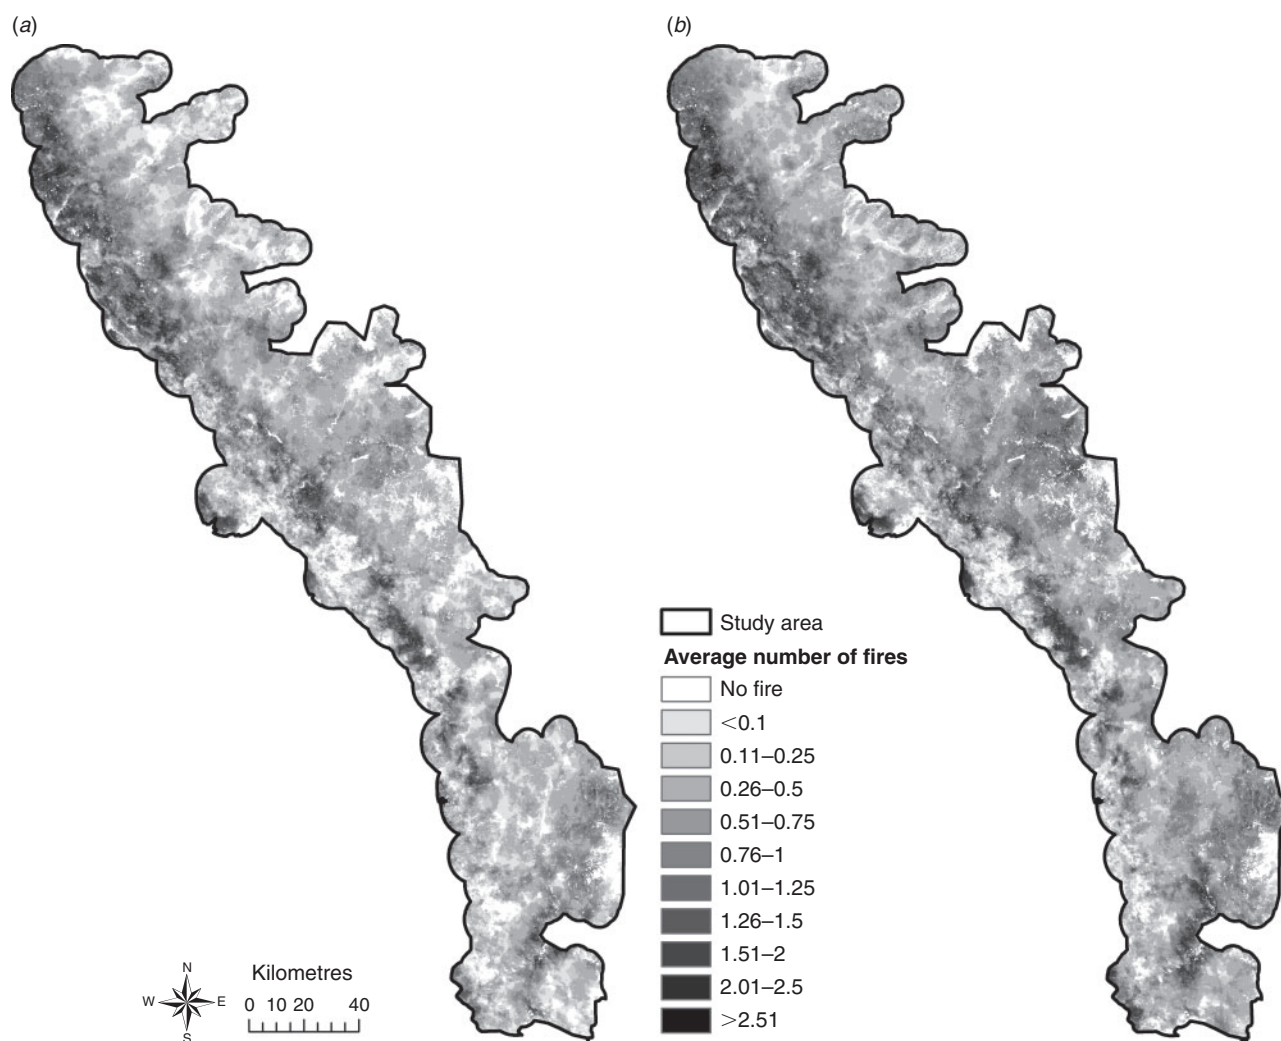 (a)
(b)
Study area
Average number of fires
No fire
<0.1
0.11–0.25
0.26–0.5
0.51–0.75
0.76–1
1.01–1.25
1.26–1.5
1.51–2
2.01–2.5
>2.51
N
W E
S
Kilometres
0 10 20 40